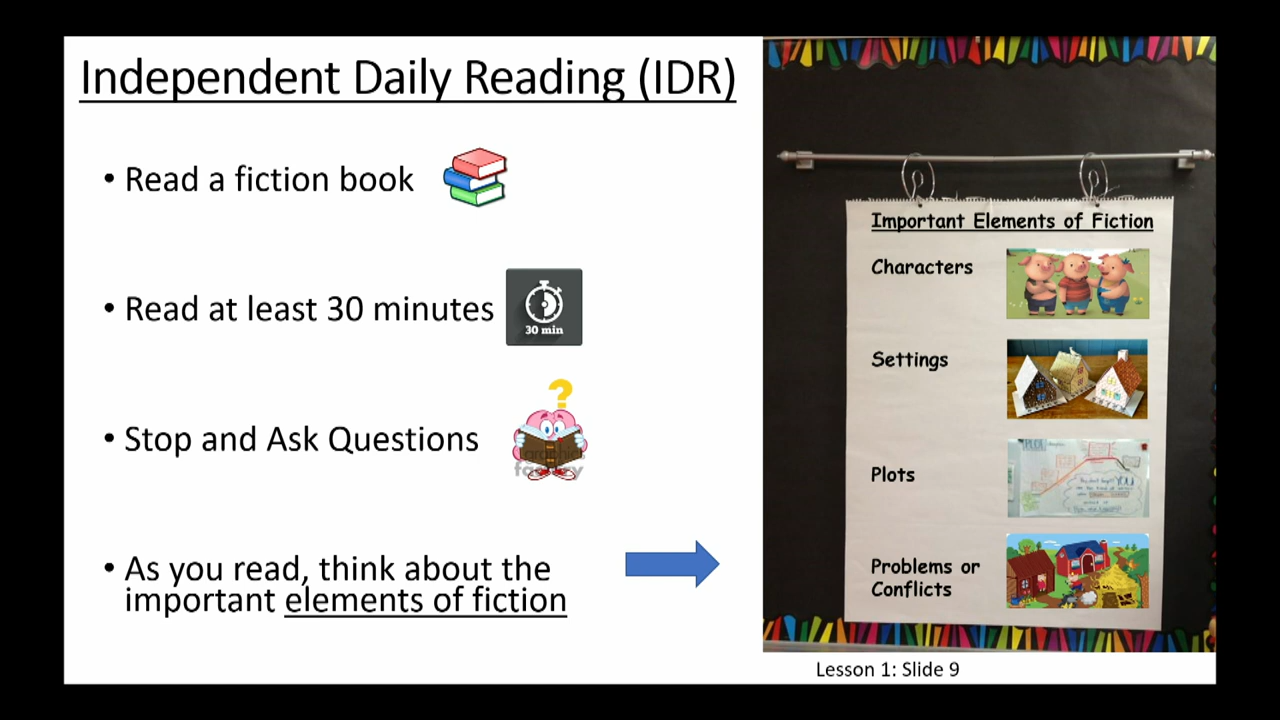 Independent Daily Reading (IDR)
• Read a fiction book
• Read at least 30 minutes
30 min
• Stop and Ask Questions
?
• As you read, think about the
important elements of fiction
Important Elements of Fiction
Characters
Settings
Plots
Problems or
Conflicts
Lesson 1: Slide 9